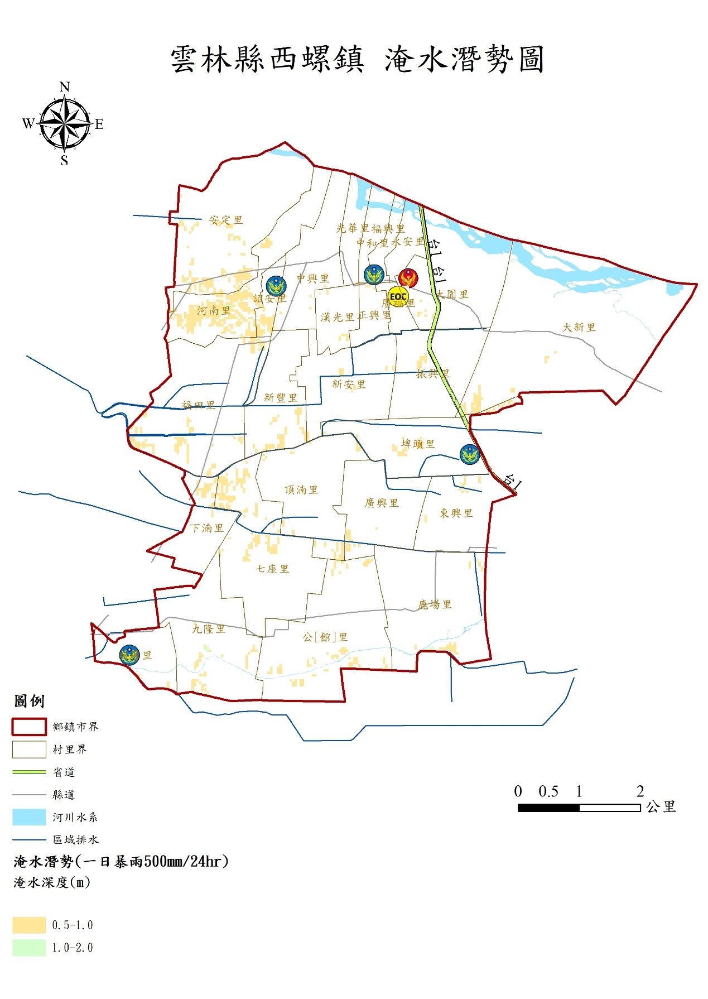 雲林縣西螺鎮 淹水潛勢圖
N
W
E
S
安定里
光華里
福興里
中和里
永安里
台1
台1
中興里
詔安里
河南里
EOC
廣福里
大園里
漢光里
正興里
大新里
振興里
新安里
新豐里
福田里
埤頭里
台1
頂湳里
廣興里
東興里
下湳里
七座里
鹿場里
九隆里
公[館]里
里
圖例
鄉鎮市界
村里界
省道
縣道
河川水系
區域排水
淹水潛勢(一日暴雨500mm/24hr)
淹水深度(m)
0.5-1.0
1.0-2.0
0 0.5 1 2
公里